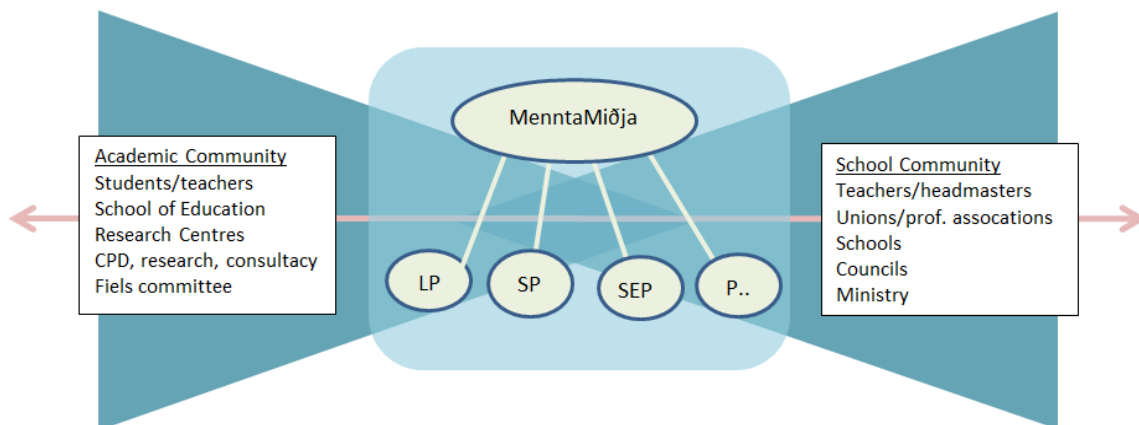 MenntaMiðja
Academic Community
Students/teachers
School of Education
Research Centres
CPD, research, consultacy
Fiels committee
School Community
Teachers/headmasters
Unions/prof. assocations
Schools
Councils
Ministry
LP
SP
SEP
P..